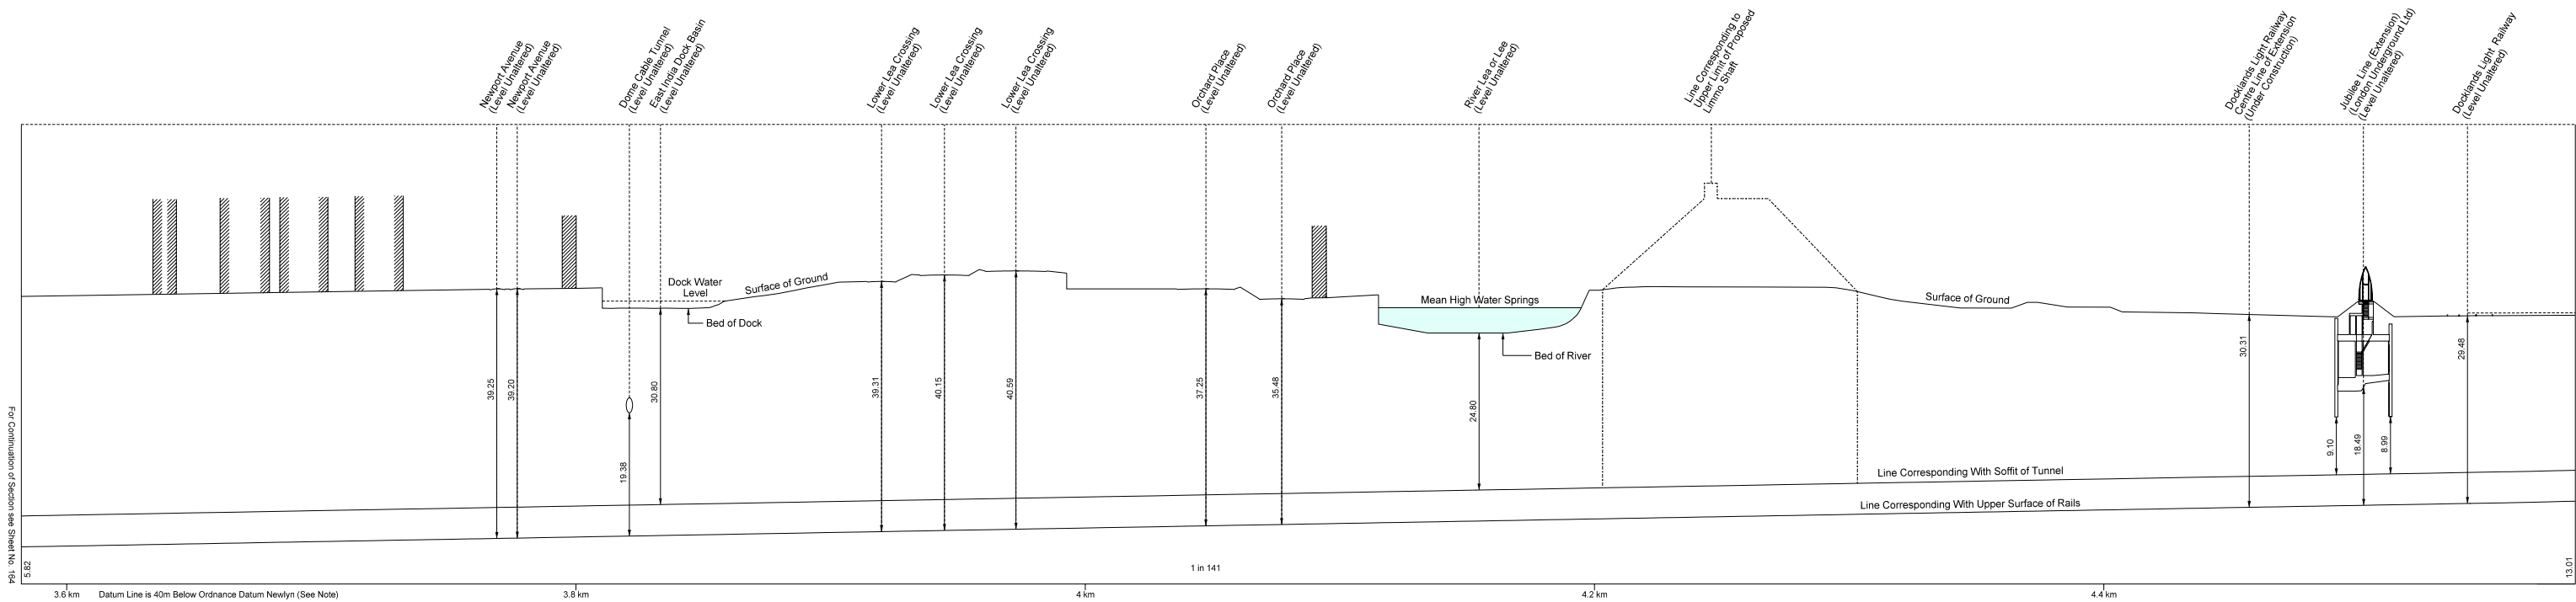 Newport Avenue
(Level Unaltered)
Newport Avenue
(Level Unaltered)
Dome Cable Tunnel
(Level Unaltered)
East India Dock Basin
(Level Unaltered)
Lower Lea Crossing
(Level Unaltered)
Lower Lea Crossing
(Level Unaltered)
Lower Lea Crossing
(Level Unaltered)
Orchard Place
(Level Unaltered)
Orchard Place
(Level Unaltered)
River Lea or Lee
(Level Unaltered)
Line Corresponding to
Upper Limit of Proposed
Limmo Shaft
Docklands Light Railway
Centre Line of Extension
(Under Construction)
Jubilee Line (Extension)
(London Underground Ltd)
(Level Unaltered)
Docklands Light Railway
(Level Unaltered)
Dock Water
Level
Surface of Ground
Bed of Dock
Mean High Water Springs
Bed of River
Surface of Ground
39.25
39.20
19.38
30.80
39.31
40.15
40.59
37.25
35.48
24.80
30.31
9.10
18.49
8.99
29.48
Line Corresponding With Soffit of Tunnel
Line Corresponding With Upper Surface of Rails
For Continuation of Section see Sheet No. 164
5.82
1 in 141
13.01
3.6 km
Datum Line is 40m Below Ordnance Datum Newlyn (See Note)
3.8 km
4 km
4.2 km
4.4 km